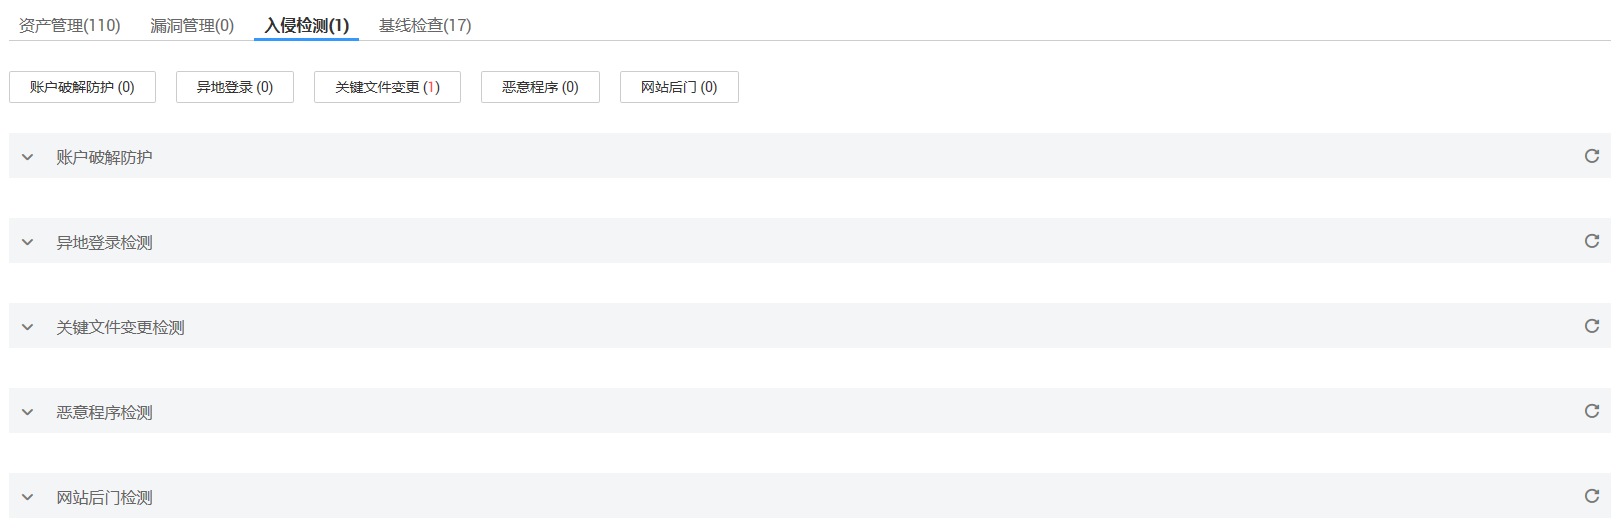 资产管理(110) 漏洞管理(0) 入侵检测(1) 基线检查(17)
账户破解防护 (0) 异地登录 (0) 关键文件变更 (1) 恶意程序 (0) 网站后门 (0)
账户破解防护
异地登录检测
关键文件变更检测
恶意程序检测
网站后门检测